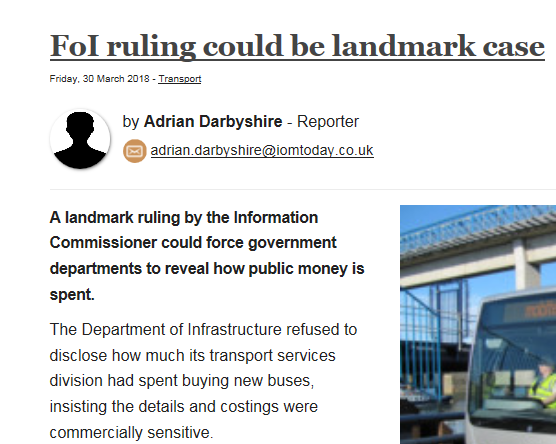 FoI ruling could be landmark case
Friday, 30 March 2018 - Transport
by Adrian Darbyshire - Reporter
adrian.darbyshire@iomtoday.co.uk
A landmark ruling by the Information
Commissioner could force government
departments to reveal how public money is
spent.
The Department of Infrastructure refused to
disclose how much its transport services
division had spent buying new buses,
insisting the details and costings were
commercially sensitive.